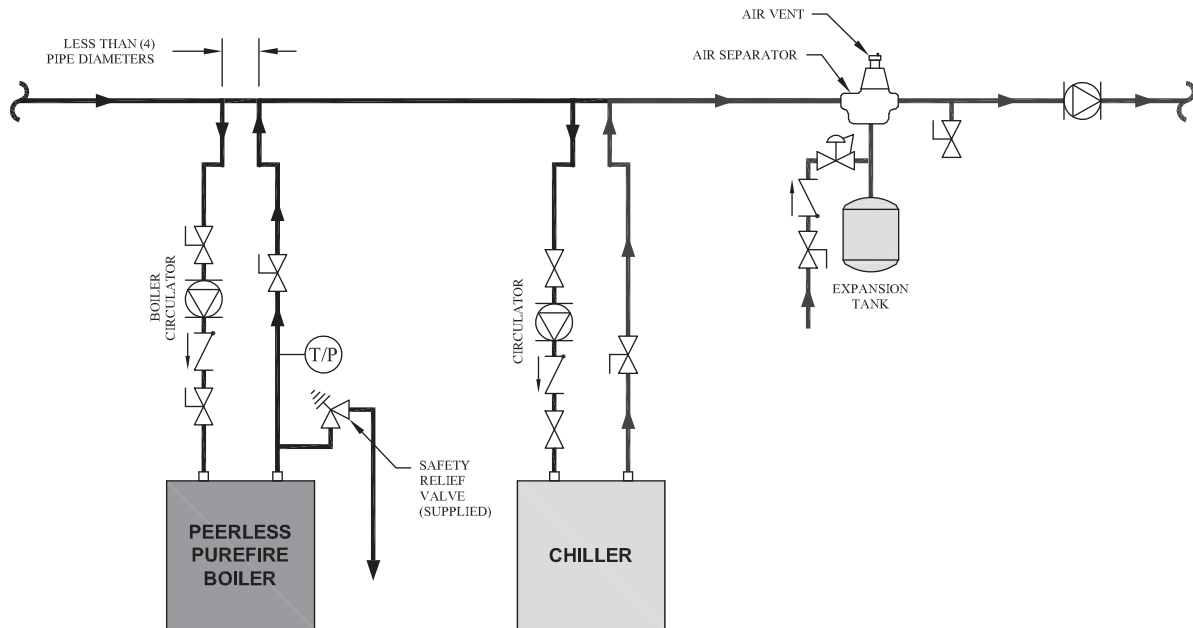 AIR VENT
LESS THAN (4)
PIPE DIAMETERS
AIR SEPARATOR
BOILER
CIRCULATOR
CIRCULATOR
EXPANSION
TANK
T/P
SAFETY
RELIEF
VALVE
(SUPPLIED)
PEERLESS
PUREFIRE
BOILER
CHILLER